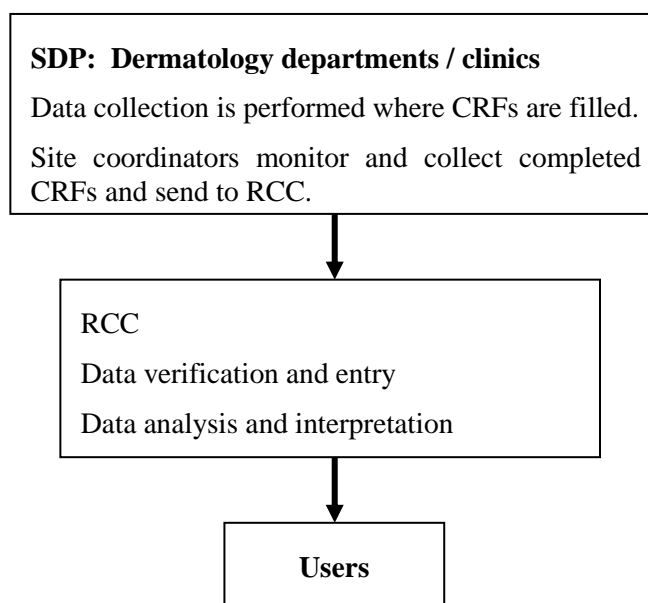 SDP: Dermatology departments / clinics
Data collection is performed where CRFs are filled.
Site coordinators monitor and collect completed
CRFs and send to RCC.
RCC
Data verification and entry
Data analysis and interpretation
Users